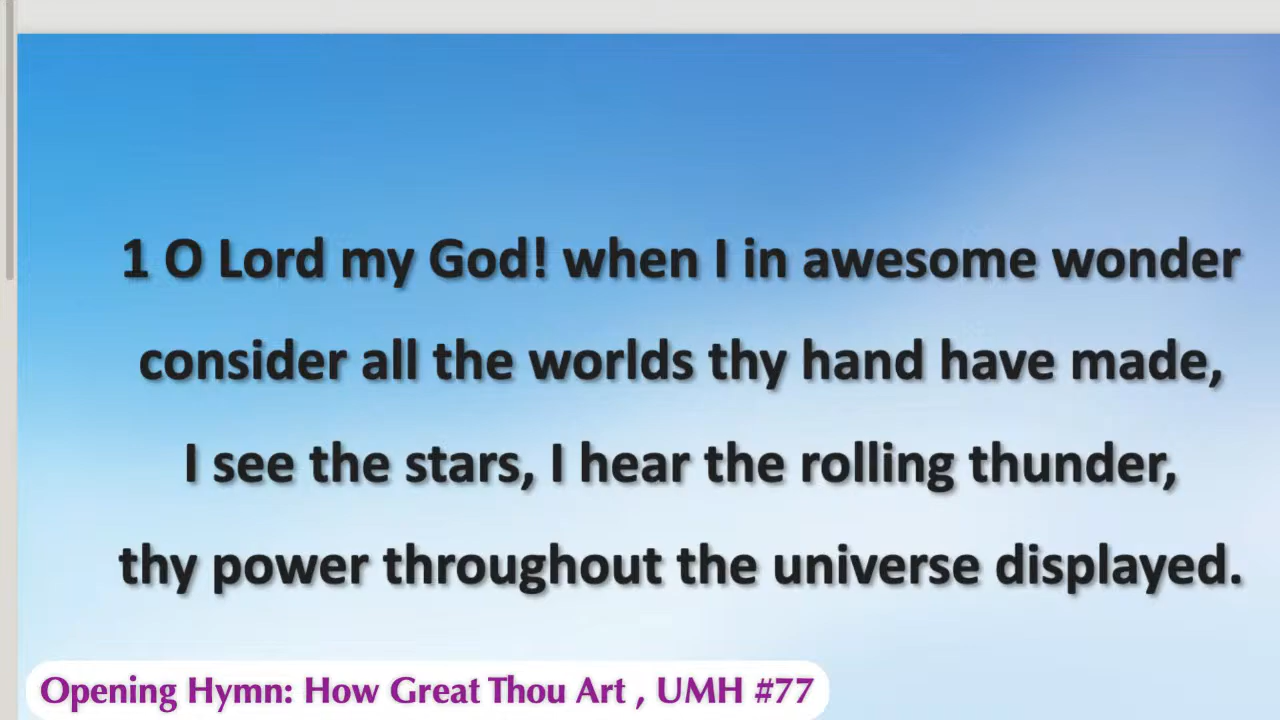 1 O Lord my God! when I in awesome wonder
consider all the worlds thy hand have made,
I see the stars, I hear the rolling thunder,
thy power throughout the universe displayed.
Opening Hymn: How Great Thou Art , UMH #77